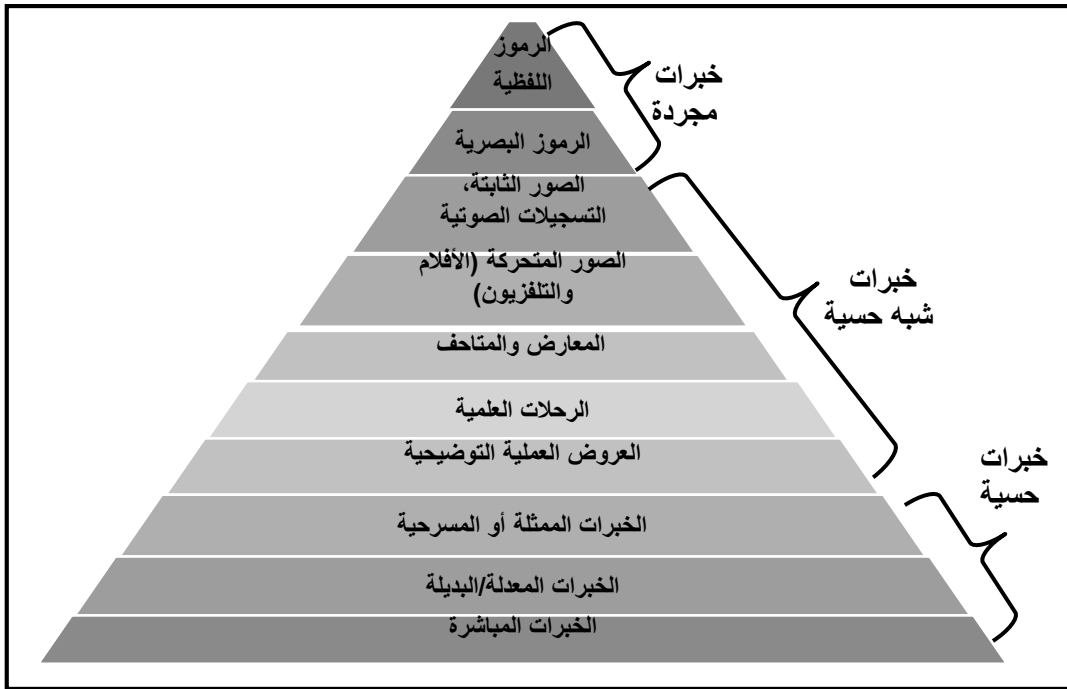 الرموز
اللفظية
خبرات
مجردة
الرموز البصرية
الصور الثابتة،
التسجيلات الصوتية
الصور المتحركة (الأفلام
والتلفزيون)
خبرات
شبه حسية
المعارض والمتاحف
الرحلات العلمية
العروض العملية التوضيحية
خبرات
حسية
الخبرات الممثلة أو المسرحية
الخبرات المعدلة/البديلة
الخبرات المباشرة